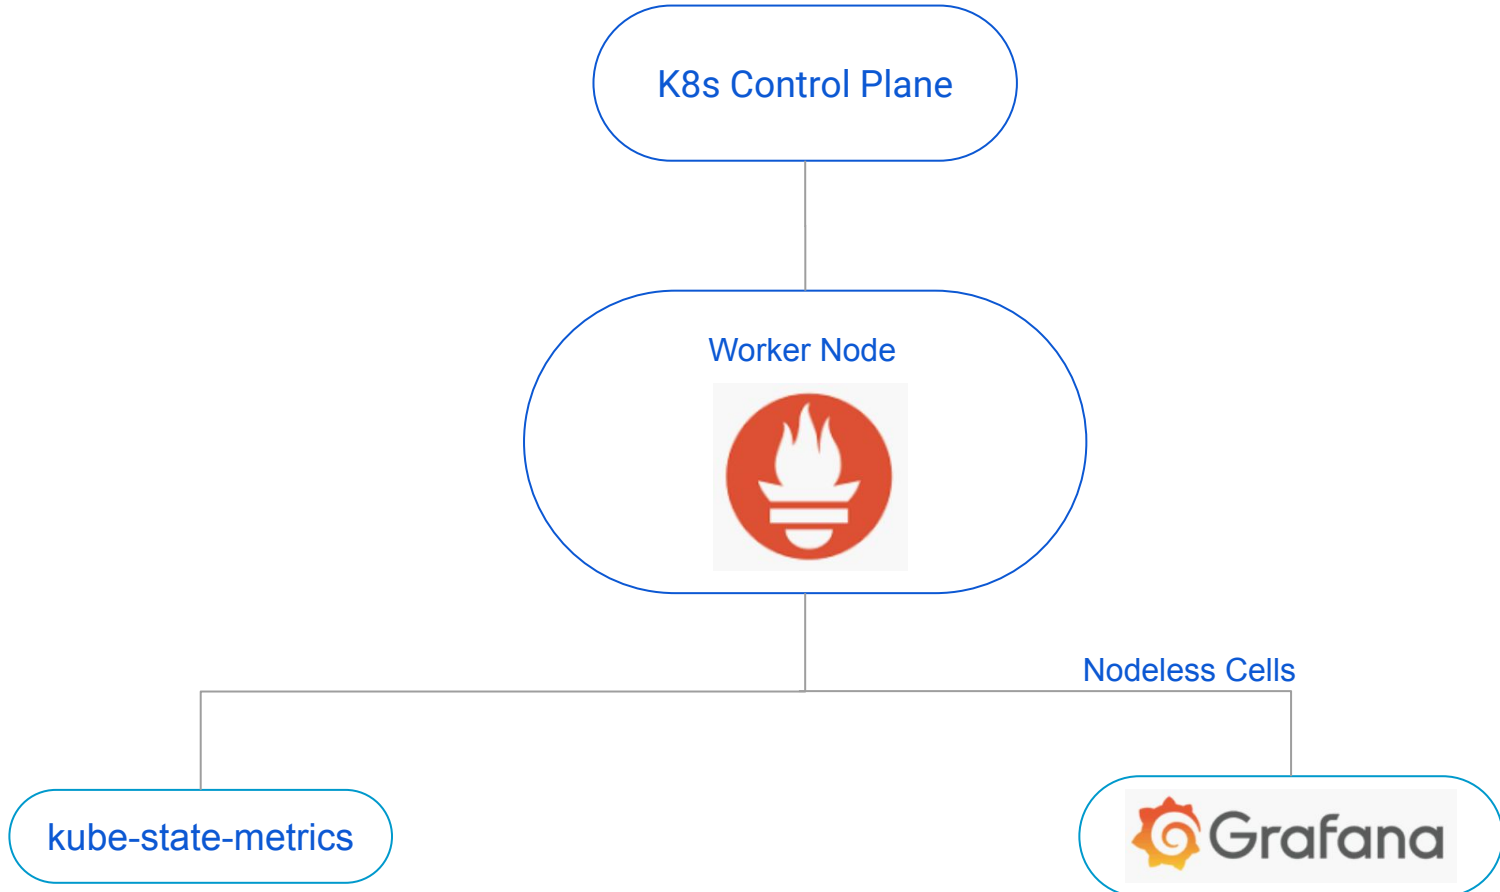 K8s Control Plane
Worker Node
Nodeless Cells
kube-state-metrics
Grafana